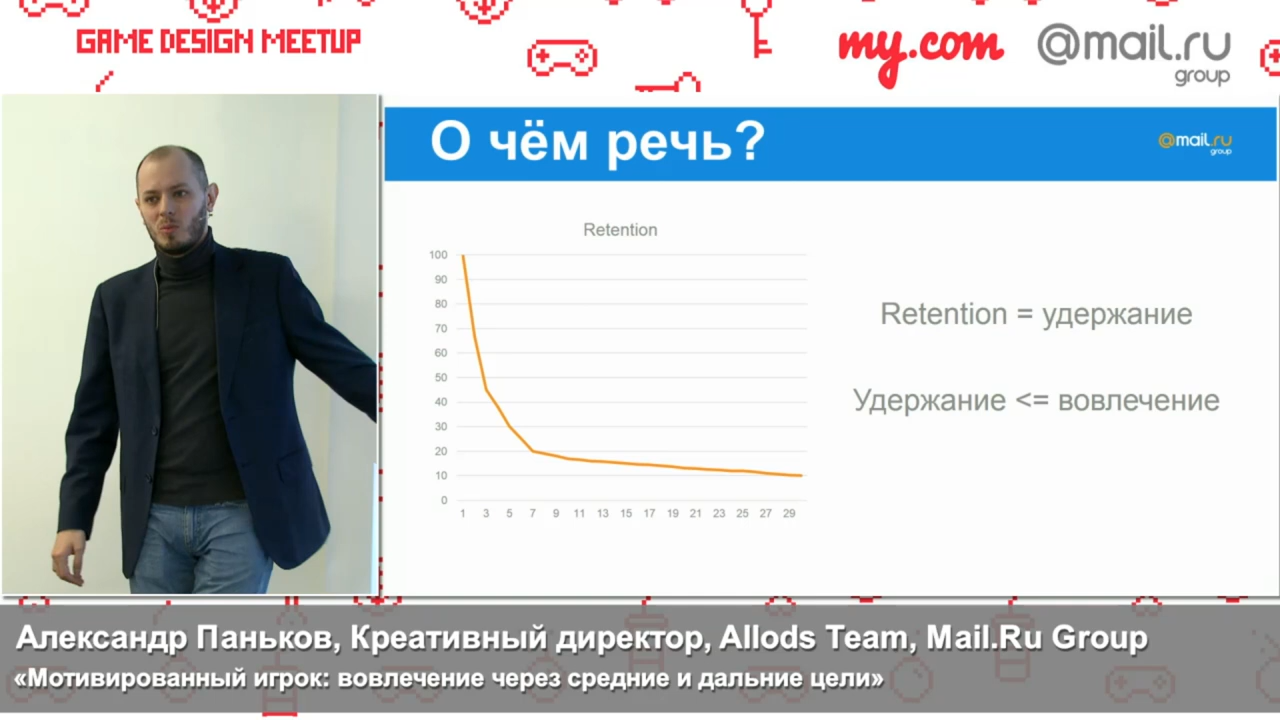 GAME DESIGN MEETUP
my.com
@mail.ru
group
О чём речь?
@mail.ru
group
Retention
100
90
80
70
60
50
40
30
20
10
0
1 3 5 7 9 11 13 15 17 19 21 23 25 27 29
Retention = удержание
Удержание <= вовлечение
Александр Паньков, Креативный директор, Allods Team, Mail.Ru Group
«Мотивированный игрок: вовлечение через средние и дальние цели»